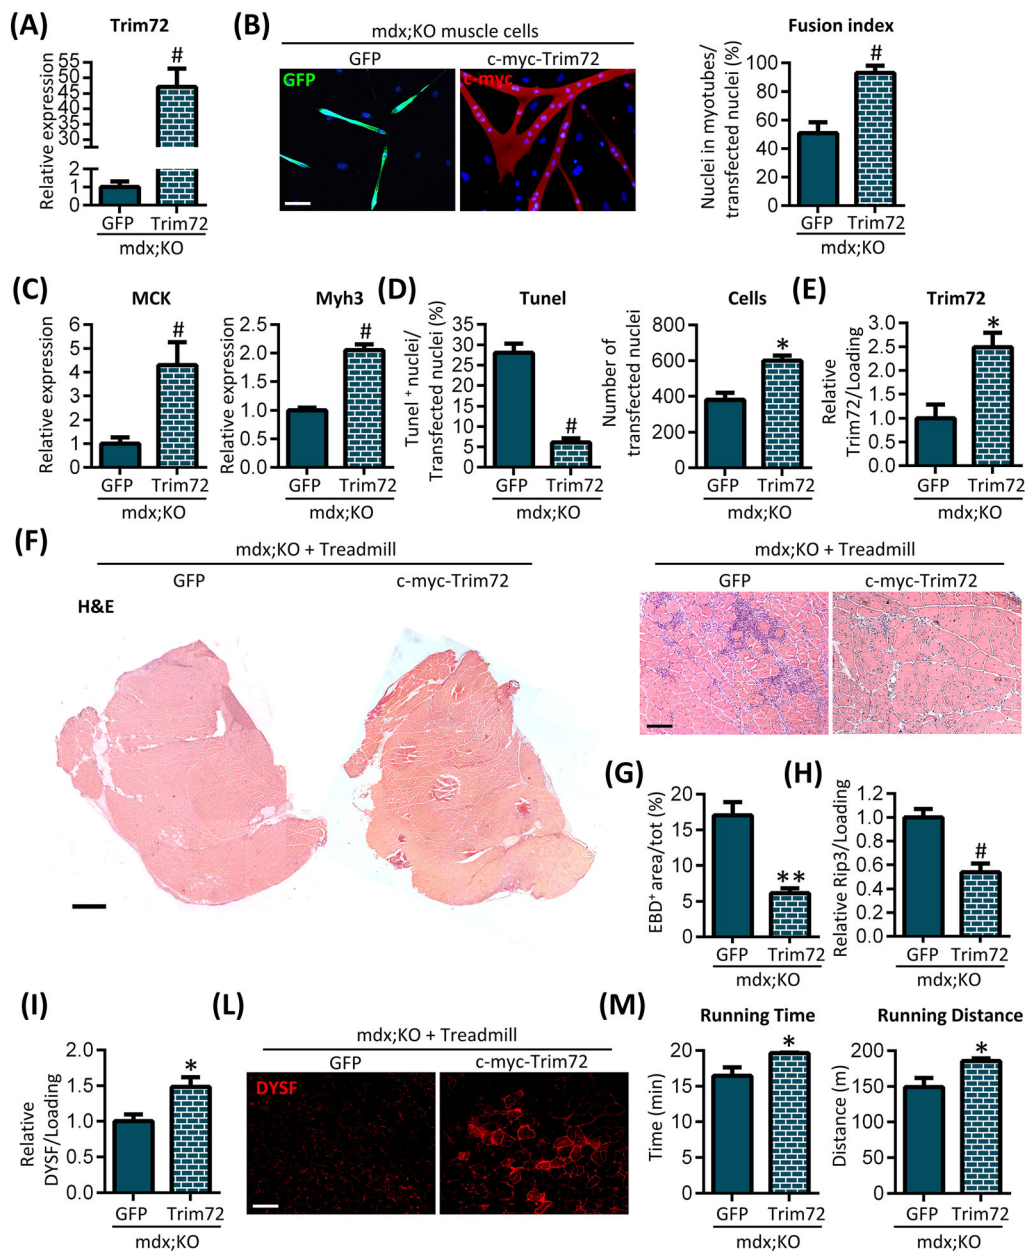 (A)
Trim72
Relative expression
55
50
45
40
35
30
2
1
0
GFP Trim72
mdx;KO
(B)
mdx;KO muscle cells
GFP c-myc-Trim72
GFP
c-myc
Fusion index
Nuclei in myotubes/
transfected nuclei (%)
100
80
60
40
20
0
#
#
GFP Trim72
mdx;KO
(C)
MCK
Relative expression
6
5
4
3
2
1
0
#
GFP Trim72
mdx;KO
Myh3
Relative expression
2.5
2.0
1.5
1.0
0.5
0.0
#
GFP Trim72
mdx;KO
(D)
Tunel
Tunel + nuclei/
Transfected nuclei (%)
35
30
25
20
15
10
5
0
#
GFP Trim72
mdx;KO
Cells
Number of
transfected nuclei
800
600
400
200
0
*
GFP Trim72
mdx;KO
(E)
Trim72
Relative
Trim72/Loading
3.0
2.5
2.0
1.5
1.0
0.5
0.0
*
GFP Trim72
mdx;KO
(F)
mdx;KO + Treadmill
GFP c-myc-Trim72
H&E
mdx;KO + Treadmill
GFP c-myc-Trim72
(G)
EBD+ area/tot (%)
20
15
10
5
0
**
GFP Trim72
mdx;KO
(H)
Relative Rip3/Loading
1.2
1.0
0.8
0.6
0.4
0.2
0.0
#
GFP Trim72
mdx;KO
(I)
Relative
DYSF/Loading
2.0
1.5
1.0
0.5
0.0
*
GFP Trim72
mdx;KO
(L)
mdx;KO + Treadmill
GFP c-myc-Trim72
DYSF
(M)
Running Time
Time (min)
20
15
10
5
0
*
GFP Trim72
mdx;KO
Running Distance
Distance (m)
200
150
100
50
0
*
GFP Trim72
mdx;KO